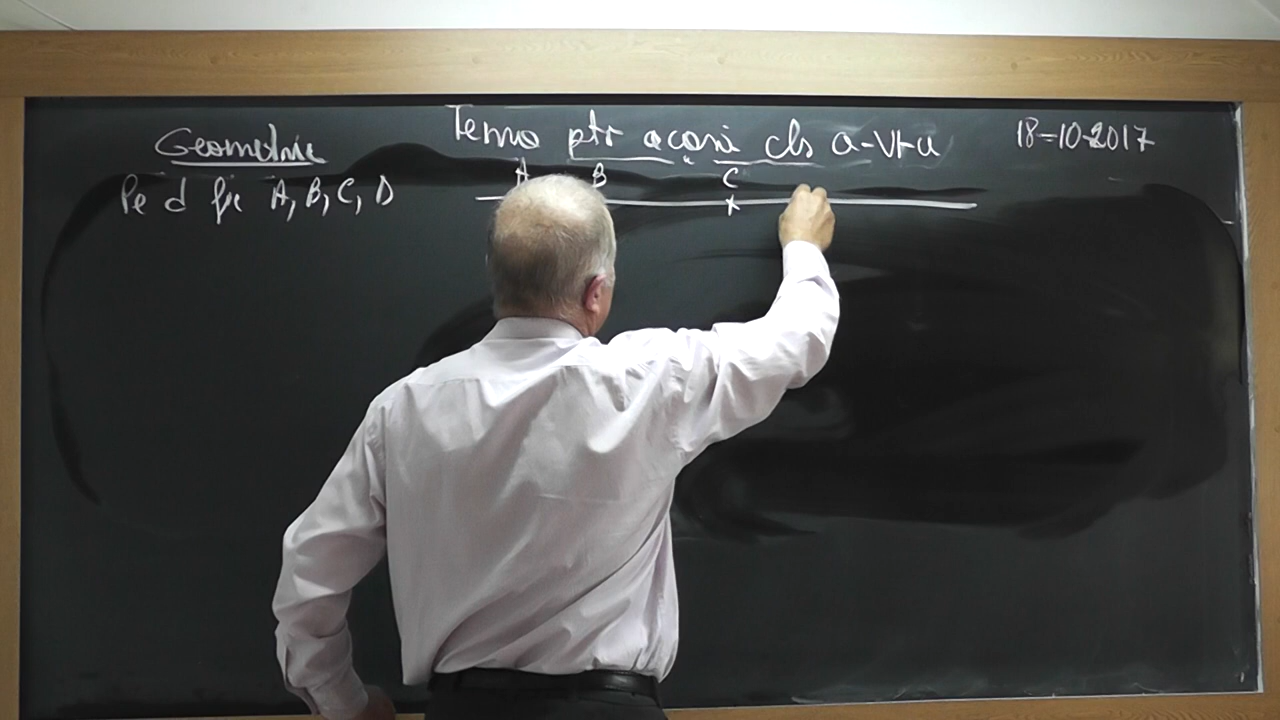 Geometrie Tema ptr acasă cls a-VI-a 18-10-2017
Pe d fie A, B, C, D
A B C